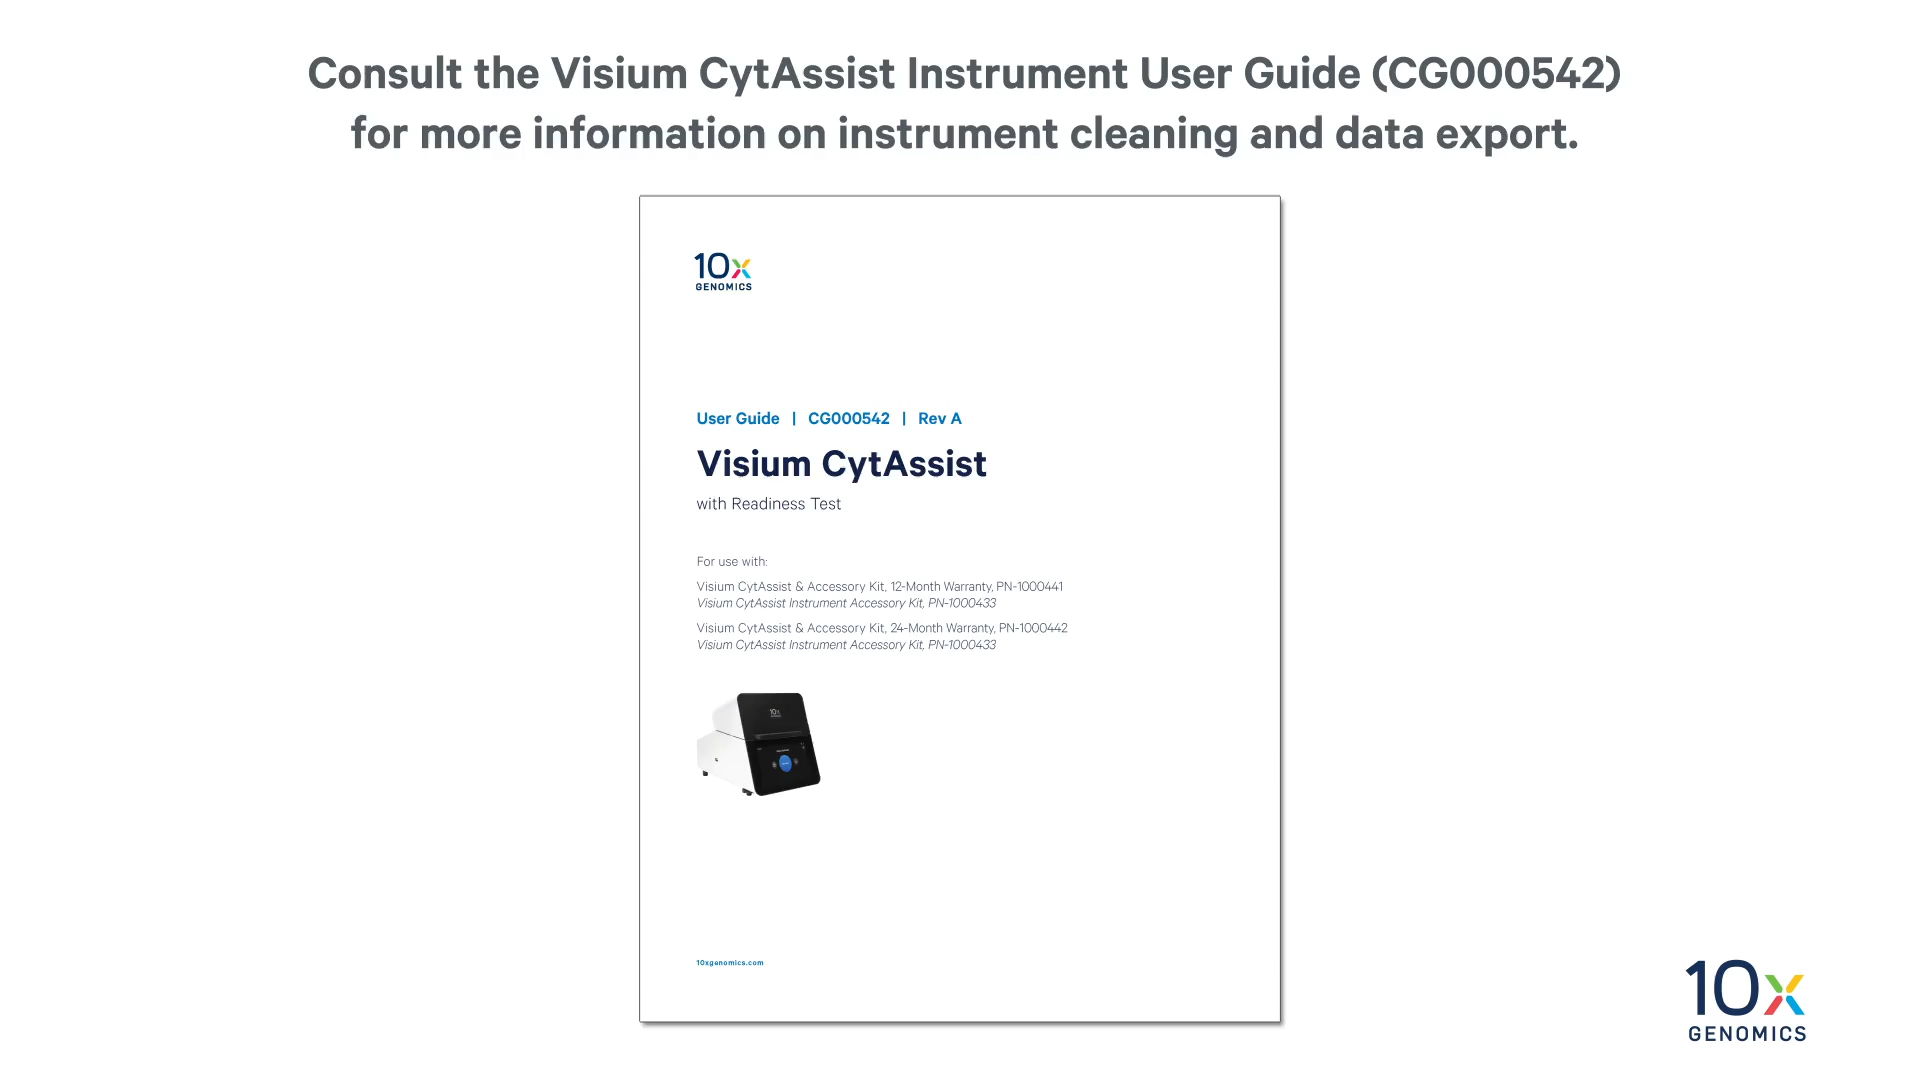 Consult the Visium CytAssist Instrument User Guide (CG000542)
for more information on instrument cleaning and data export.
10x
GENOMICS
User Guide | CG000542 | Rev A
Visium CytAssist
with Readiness Test
For use with:
Visium CytAssist & Accessory Kit, 12-Month Warranty, PN-1000441
Visium CytAssist Instrument Accessory Kit, PN-1000433
Visium CytAssist & Accessory Kit, 24-Month Warranty, PN-1000442
Visium CytAssist Instrument Accessory Kit, PN-1000433
10x
10xgenomics.com
10x
GENOMICS